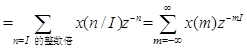 = ∑_{n=I 的整数倍} x(n/I)z^{-n} = ∑_{m=-∞}^{∞} x(m)z^{-mI}